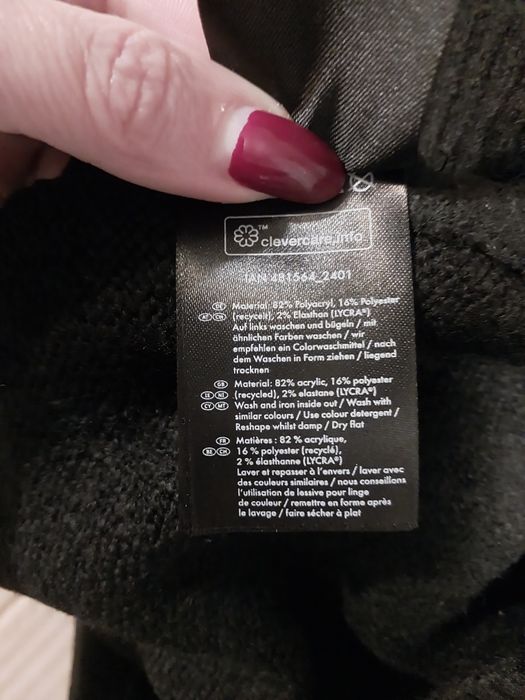 clevercare.info
™
IAN 481564_2401
DE Material: 82% Polyacryl, 16% Polyester
AT CH (recycelt), 2% Elasthan (LYCRA®)
Auf links waschen und bügeln / mit
ähnlichen Farben waschen / wir
empfehlen ein Colorwaschmittel / nach
dem Waschen in Form ziehen / liegend
trocknen
GB Material: 82% acrylic, 16% polyester
IE NI (recycled), 2% elastane (LYCRA®)
CY MT Wash and iron inside out / Wash with
similar colours / Use colour detergent /
Reshape whilst damp / Dry flat
FR Matières : 82 % acrylique,
BE CH 16 % polyester (recyclé),
2 % élasthanne (LYCRA®)
Laver et repasser à l'envers / laver avec
des couleurs similaires / nous conseillons
l'utilisation de lessive pour linge
de couleur / remettre en forme après
le lavage / faire sécher à plat